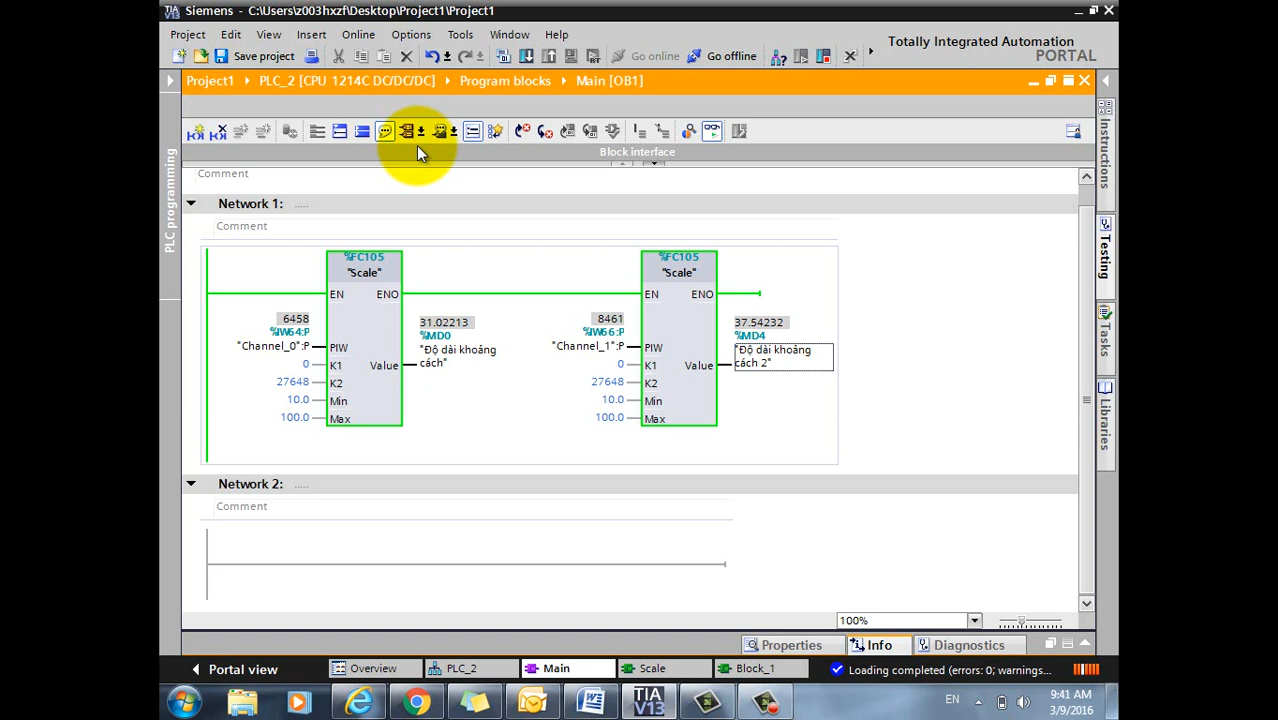 TIA V13 Siemens - C:\Users\z003hxzf\Desktop\Project1\Project1
Project Edit View Insert Online Options Tools Window Help
Totally Integrated Automation
PORTAL
Save project
Go online
Go offline
Project1 PLC_2 [CPU 1214C DC/DC/DC] Program blocks Main [OB1]
Block interface
PLC programming
Instructions
Testing
Tasks
Libraries
Comment
Network 1: .....
Comment
%FC105
"Scale"
EN ENO
6458
%IW64:P
"Channel_0":P PIW
0 K1
27648 K2
10.0 Min
100.0 Max
Value
31.02213
%MD0
"Độ dài khoảng
cách"
%FC105
"Scale"
EN ENO
8461
%IW66:P
"Channel_1":P PIW
0 K1
27648 K2
10.0 Min
100.0 Max
Value
37.54232
%MD4
"Độ dài khoảng
cách 2"
Network 2: .....
Comment
100%
Properties Info Diagnostics
Portal view Overview PLC_2 Main Scale Block_1 Loading completed (errors: 0; warnings...
TIA
V13
EN
9:41 AM
3/9/2016